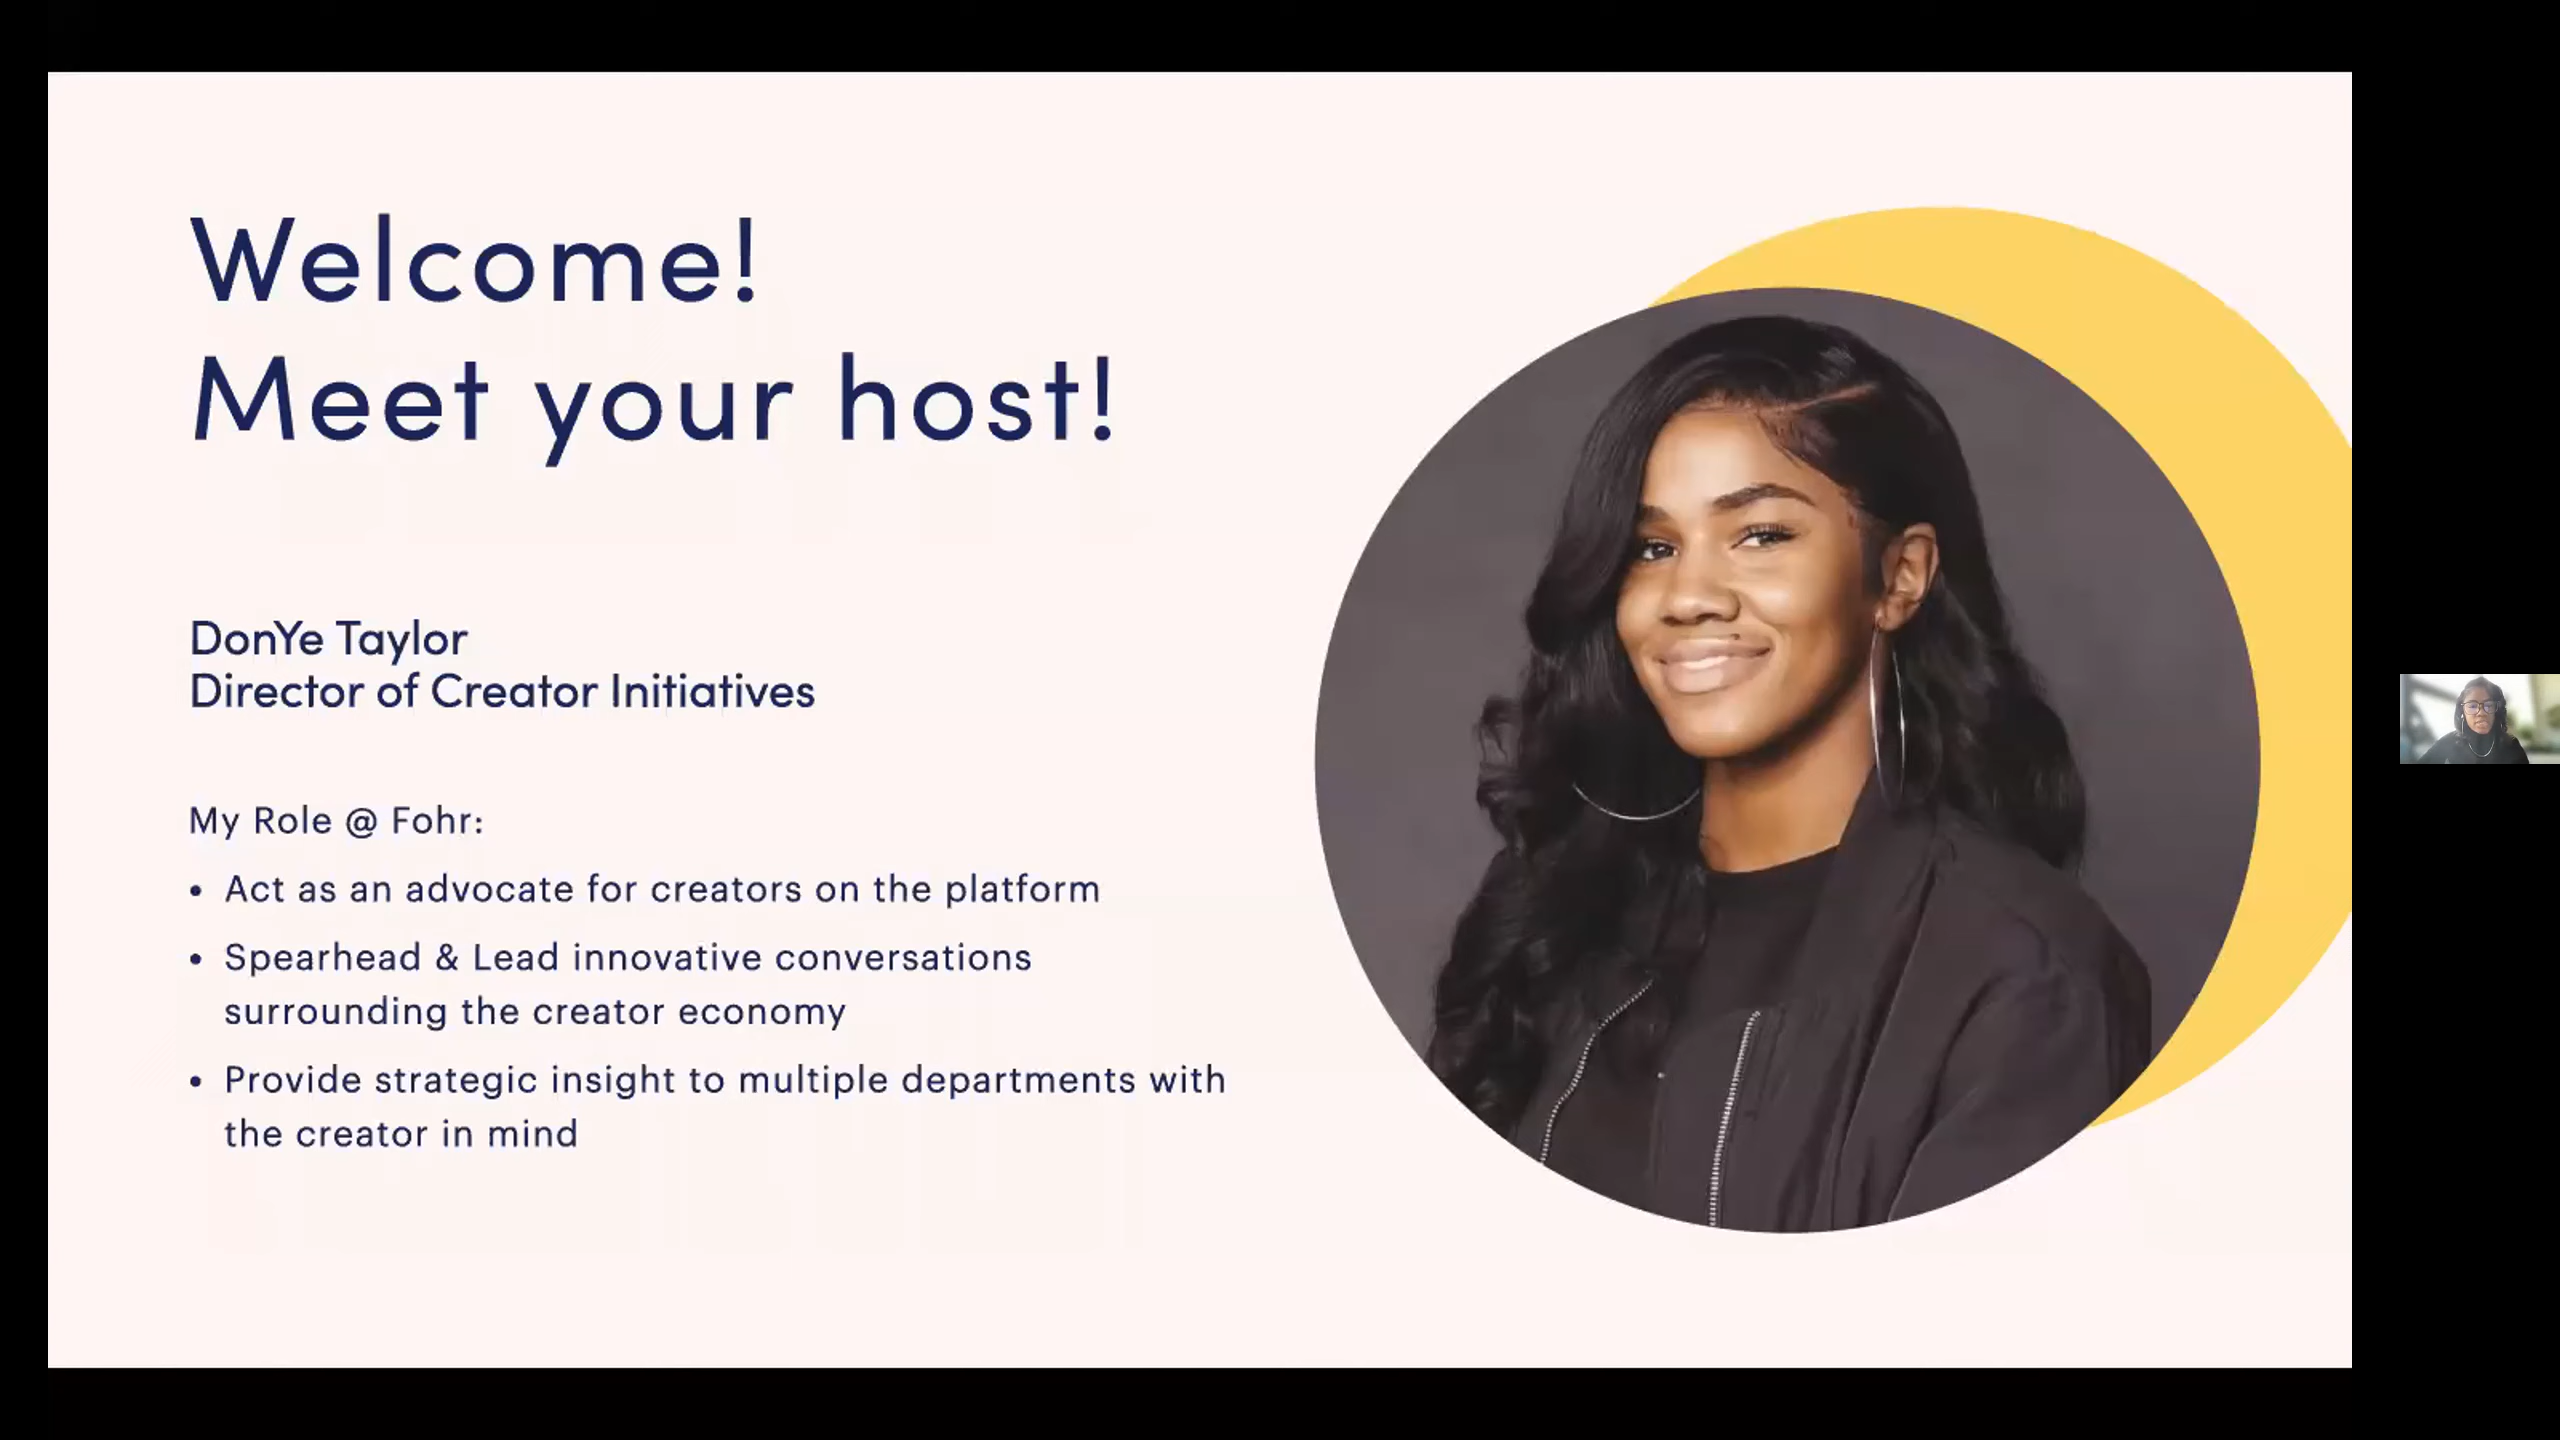 Welcome!
Meet your host!
DonYe Taylor
Director of Creator Initiatives
My Role @ Fohr:
• Act as an advocate for creators on the platform
• Spearhead & Lead innovative conversations
surrounding the creator economy
• Provide strategic insight to multiple departments with
the creator in mind